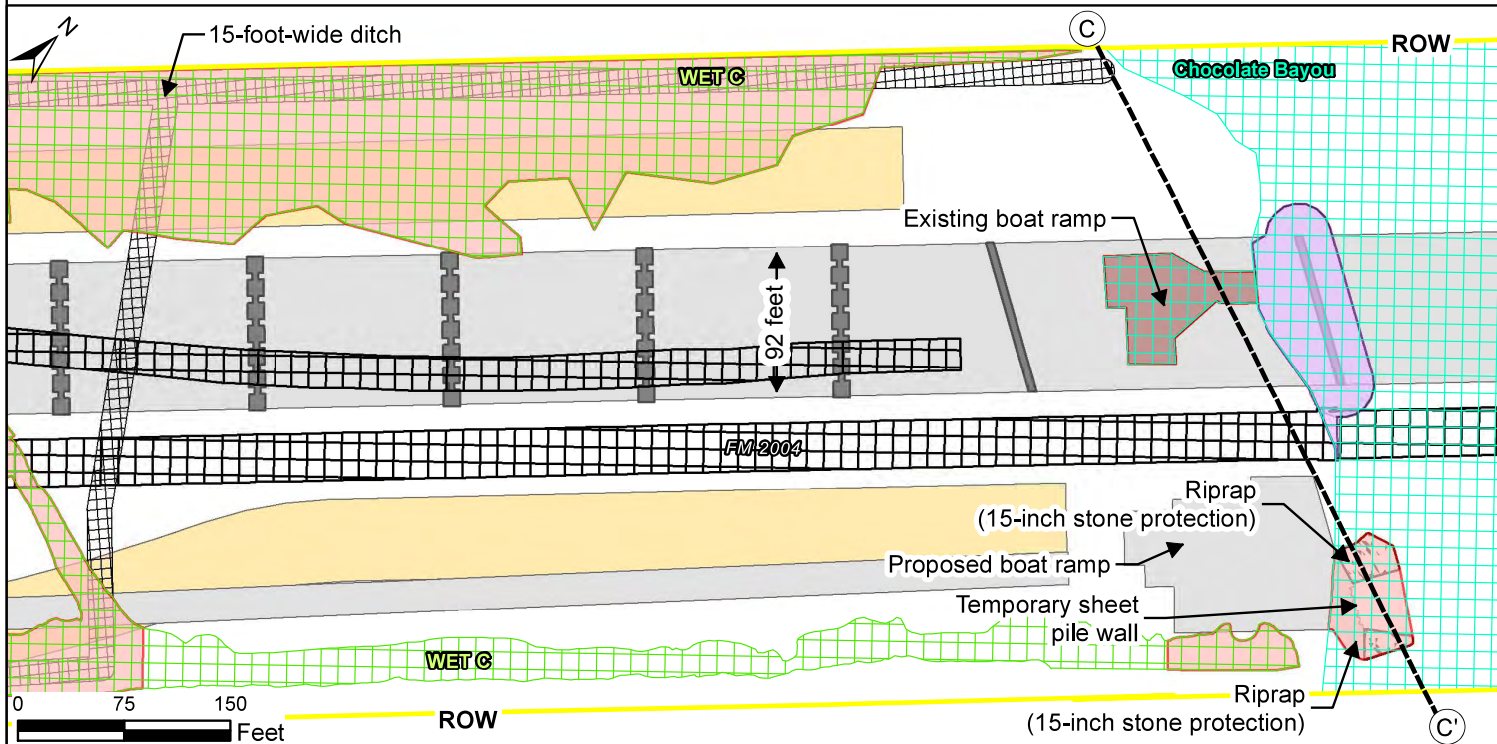 N
15-foot-wide ditch
C
ROW
WET C
Chocolate Bayou
Existing boat ramp
92 feet
FM 2004
Riprap
(15-inch stone protection)
Proposed boat ramp
Temporary sheet
pile wall
WET C
Riprap
(15-inch stone protection)
0 75 150
Feet
ROW
C'